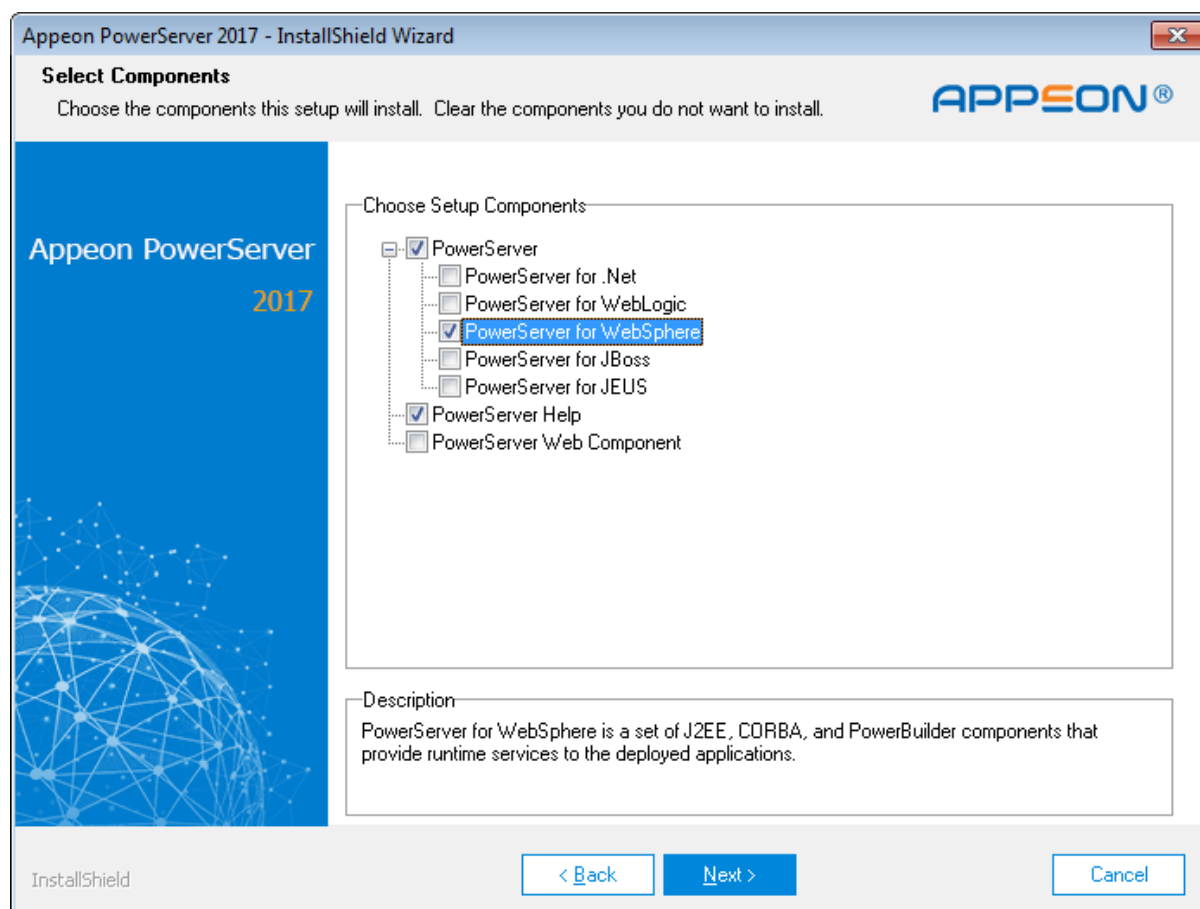 Appeon PowerServer 2017 - InstallShield Wizard
Select Components
Choose the components this setup will install. Clear the components you do not want to install.
APPEON®
Appeon PowerServer
2017
Choose Setup Components
PowerServer
PowerServer for .Net
PowerServer for WebLogic
PowerServer for WebSphere
PowerServer for JBoss
PowerServer for JEUS
PowerServer Help
PowerServer Web Component
Description
PowerServer for WebSphere is a set of J2EE, CORBA, and PowerBuilder components that
provide runtime services to the deployed applications.
InstallShield
< Back
Next >
Cancel